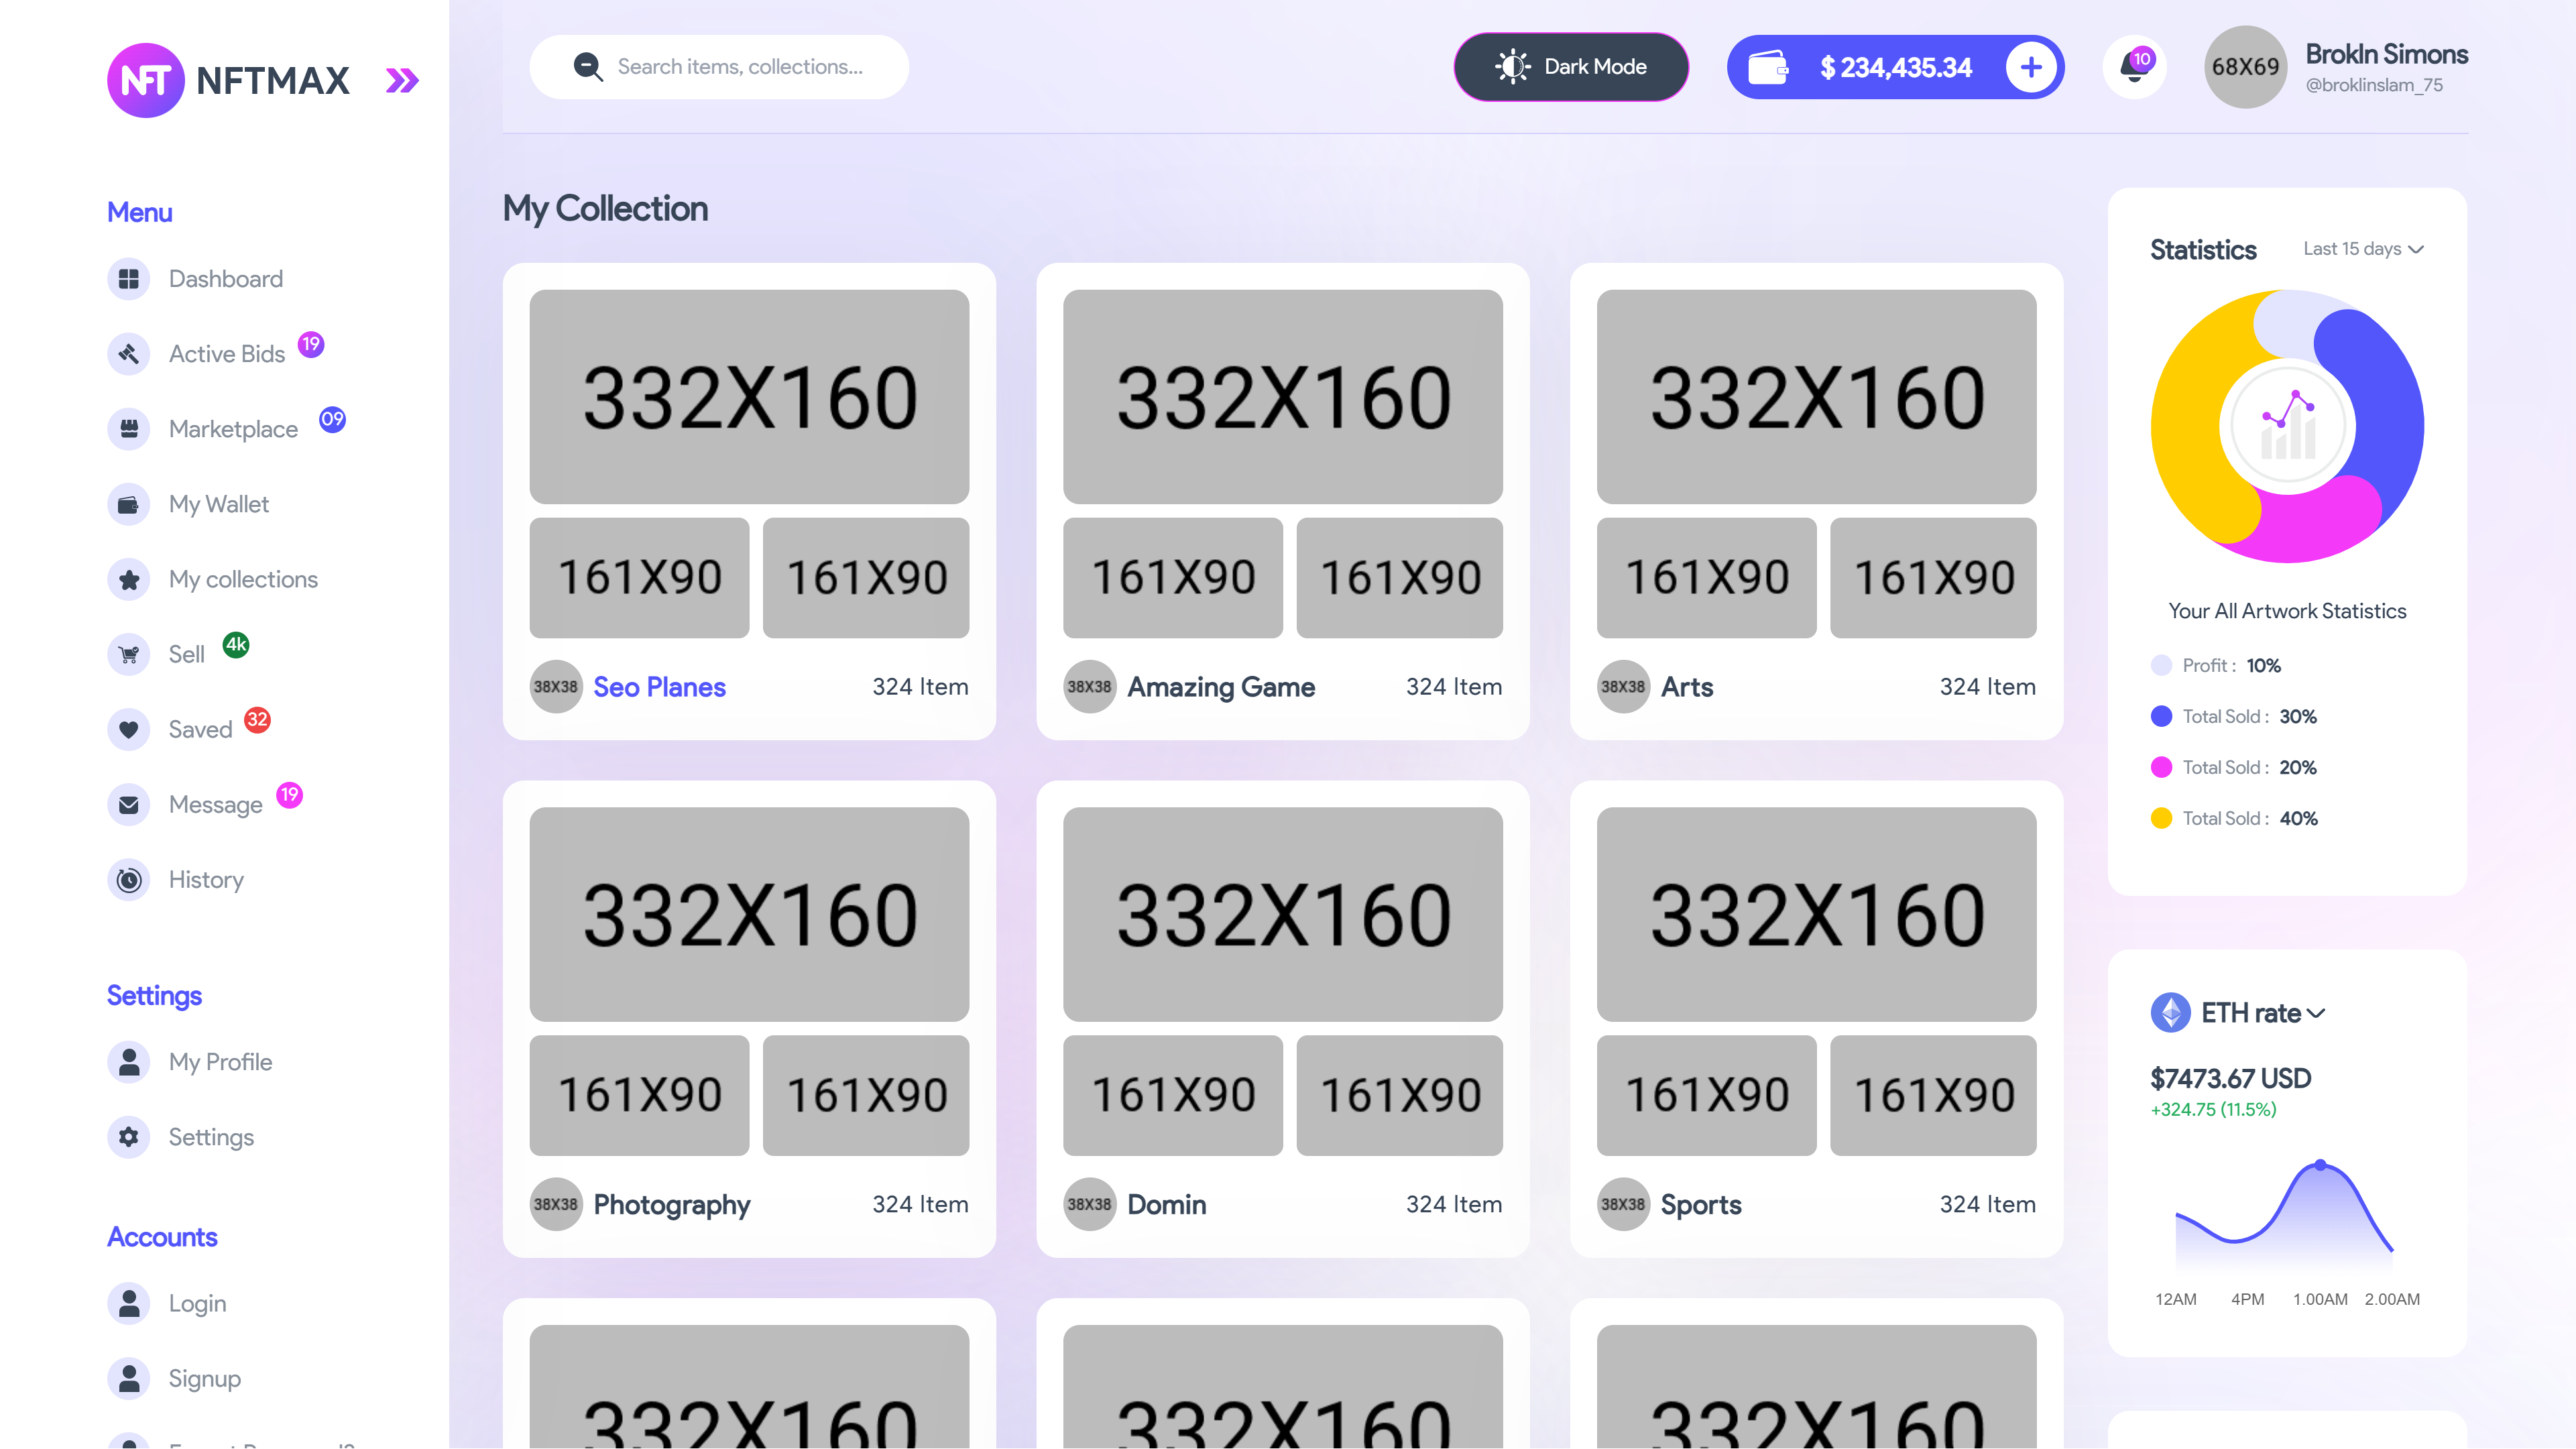 NFT NFTMAX
Menu
Dashboard
Active Bids 19
Marketplace 09
My Wallet
My collections
Sell 4k
Saved 32
Message 19
History
Settings
My Profile
Settings
Accounts
Login
Signup
Search items, collections...
Dark Mode
$ 234,435.34
10
68X69
Brokln Simons
@broklinslam_75
My Collection
332X160
161X90 161X90
38X38 Seo Planes 324 Item
332X160
161X90 161X90
38X38 Amazing Game 324 Item
332X160
161X90 161X90
38X38 Arts 324 Item
332X160
161X90 161X90
38X38 Photography 324 Item
332X160
161X90 161X90
38X38 Domin 324 Item
332X160
161X90 161X90
38X38 Sports 324 Item
332X160
332X160
332X160
Statistics Last 15 days
Your All Artwork Statistics
Profit : 10%
Total Sold : 30%
Total Sold : 20%
Total Sold : 40%
ETH rate
$7473.67 USD
+324.75 (11.5%)
12AM 4PM 1.00AM 2.00AM